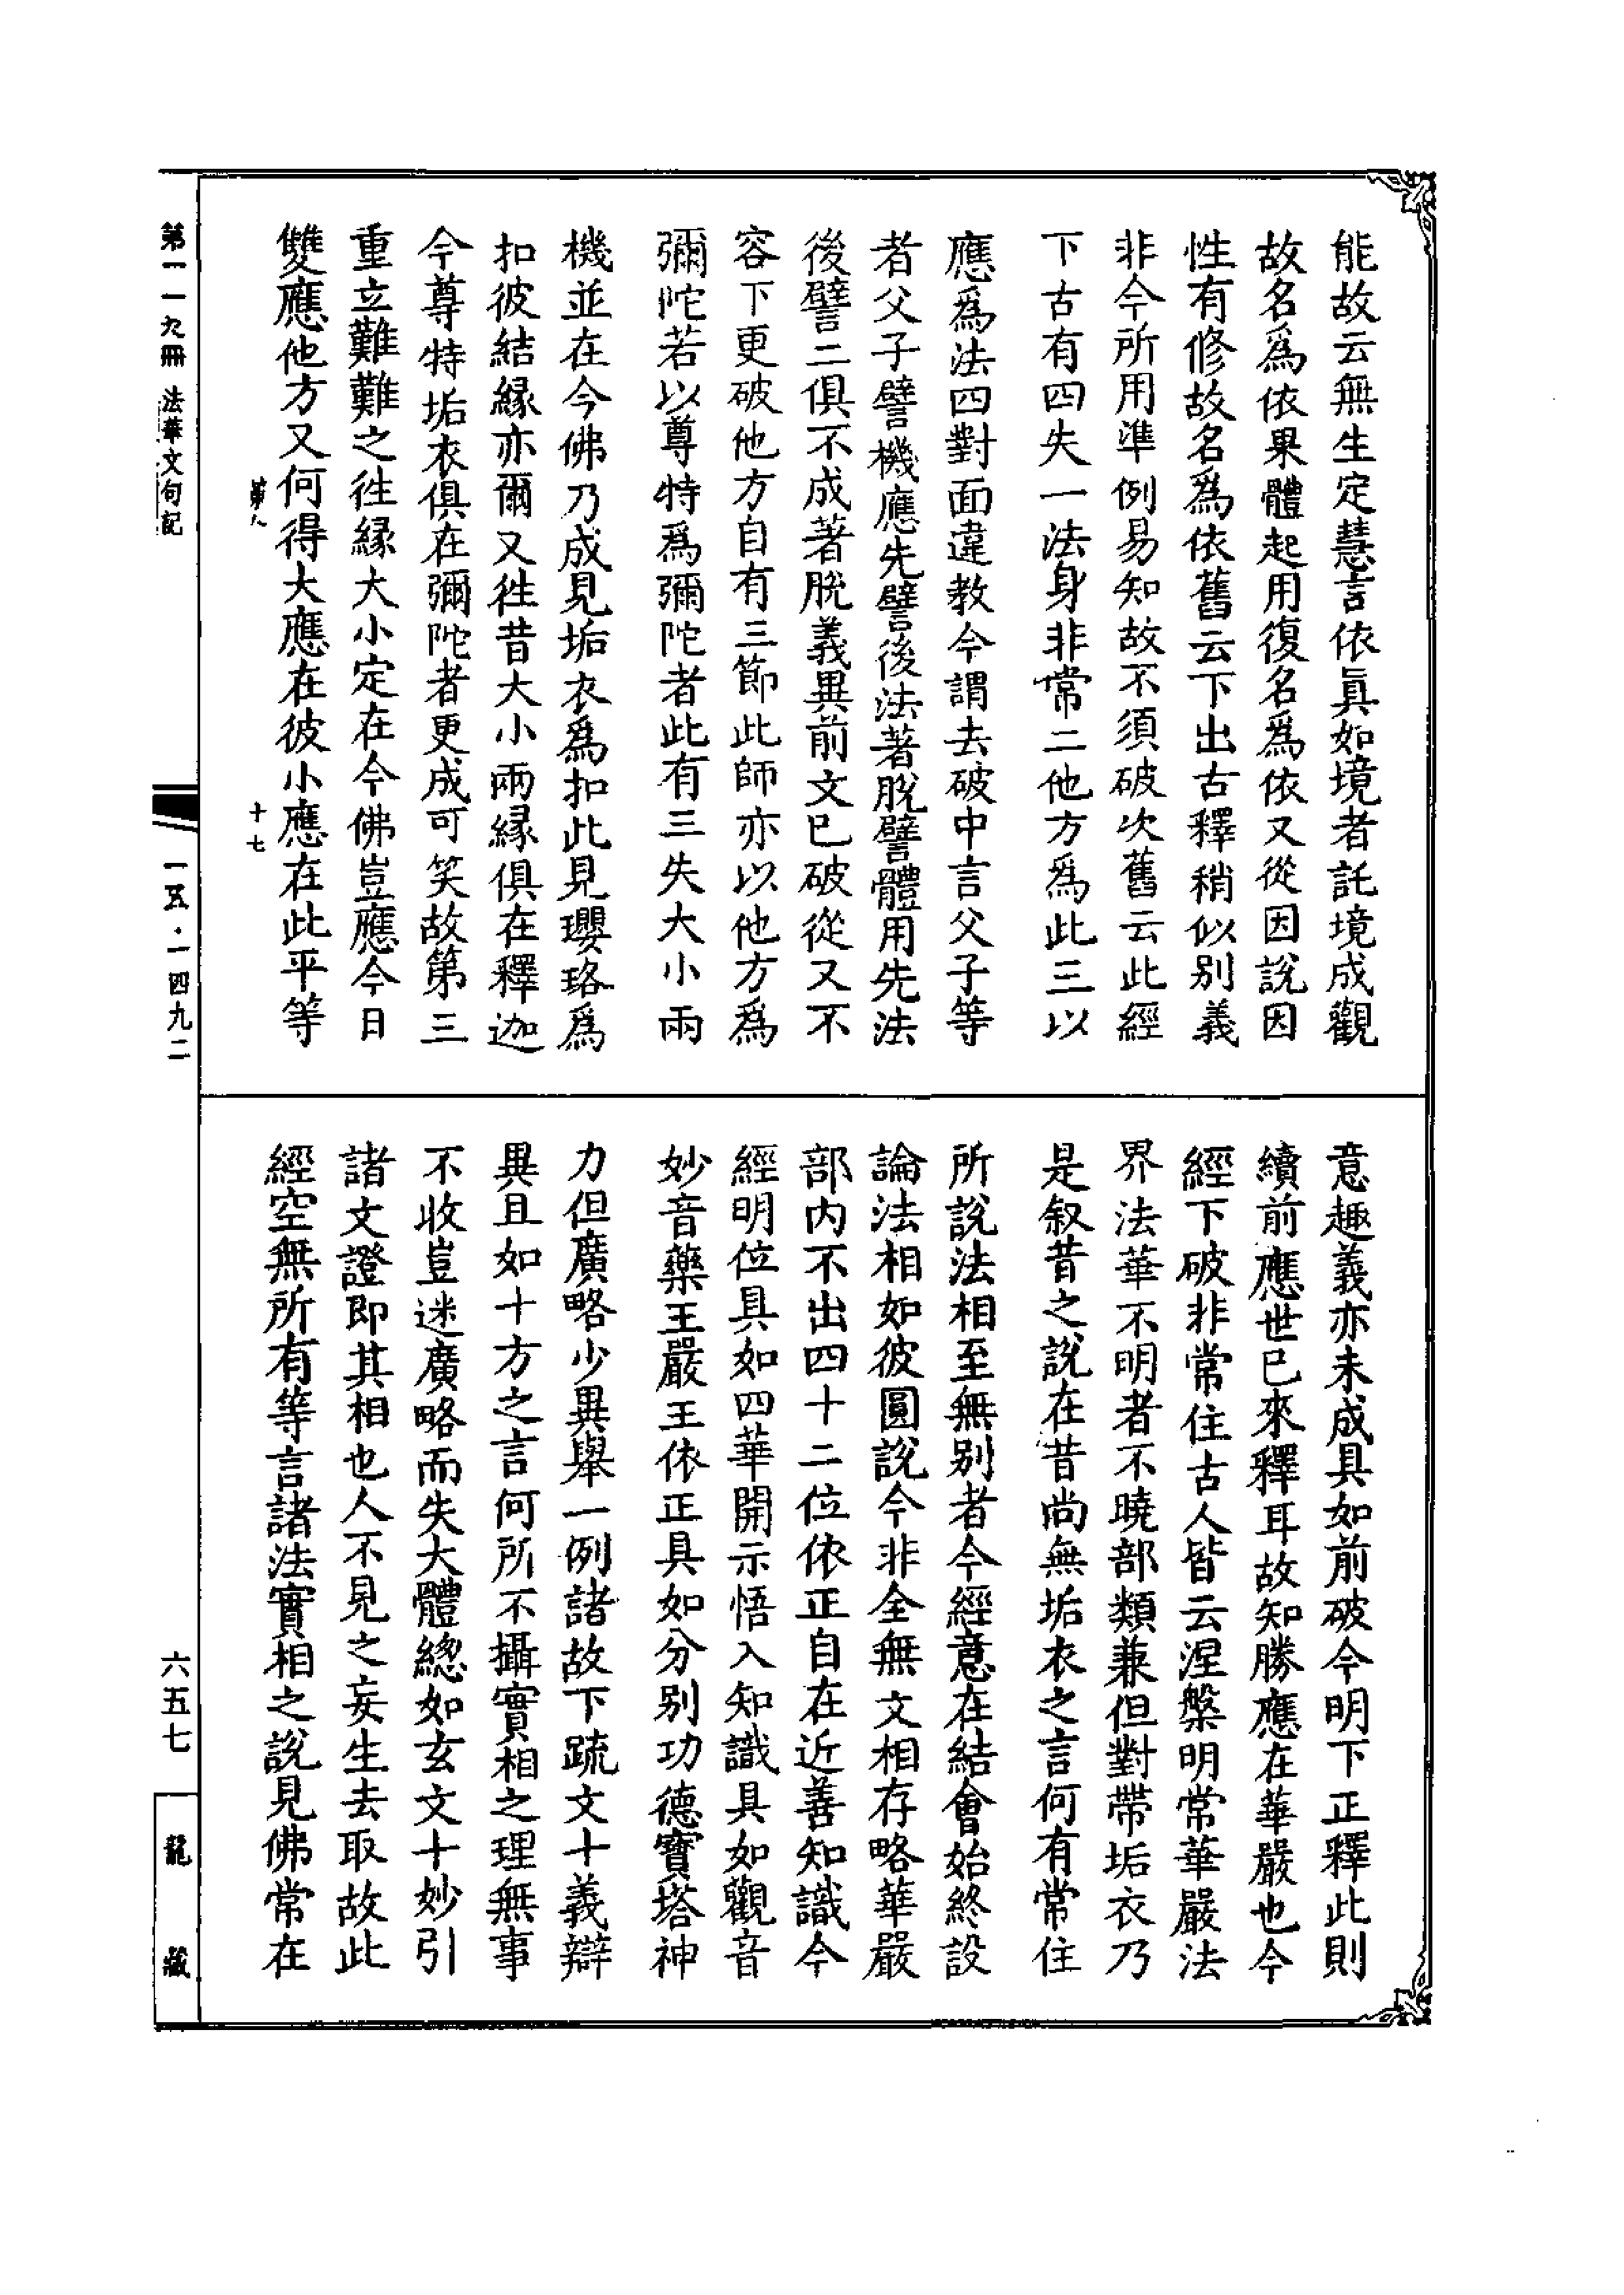 能故云無生定慧言依眞如境者託境成觀
故名爲依果體起用復名爲依又從因說因
性有修故名爲依舊云下出古釋稍似別義
非今所用準例易知故不須破次舊云此經
下古有四失一法身非常二他方爲此三以
應爲法四對面違教今謂去破中言父子等
者父子譬機應先譬後法著脫譬體用先法
後譬二俱不成著脫義異前文已破從又不
容下更破他方自有三節此師亦以他方爲
彌陀若以尊特爲彌陀者此有三失大小兩
機並在今佛乃成見垢衣爲扣此見瓔珞爲
扣彼結緣亦爾又徃昔大小兩緣俱在釋迦
今尊特垢衣俱在彌陀者更成可笑故第三
重立難難之徃緣大小定在今佛豈應今日
雙應他方又何得大應在彼小應在此平等
意趣義亦未成具如前破今明下正釋此則
續前應世已來釋耳故知勝應在華嚴也今
經下破非常住古人皆云涅槃明常華嚴法
界法華不明者不曉部類兼但對帶垢衣乃
是叙昔之說在昔尚無垢衣之言何有常住
所說法相至無别者今經意在結會始終設
論法相如彼圓說今非全無文相存略華嚴
部内不出四十二位依正自在近善知識今
經明位具如四華開示悟入知識具如觀音
妙音藥王嚴王依正具如分别功德寶塔神
力但廣略少異舉一例諸故下疏文十義辯
異且如十方之言何所不攝實相之理無事
不收豈迷廣略而失大體緫如玄文十妙引
諸文證即其相也人不見之妄生去取故此
經空無所有等言諸法實相之說見佛常在
第八
十七
第一一九冊 法華文句記
一五·一四九二
六五七
龍藏